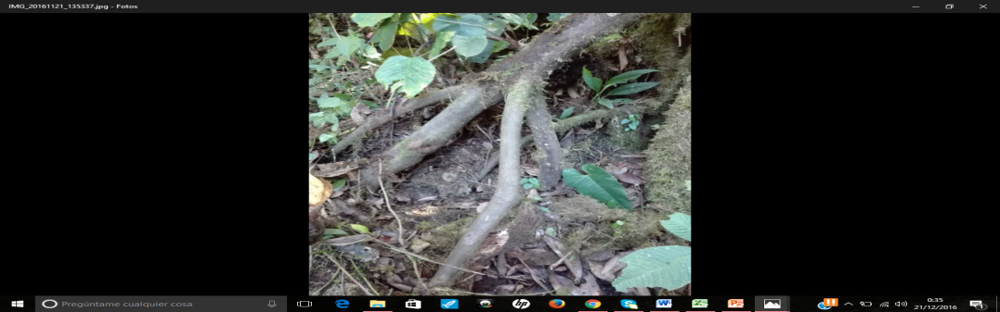 IMG_20161121_135337.jpg - Fotos
Pregúntame cualquier cosa
0:35
21/12/2016